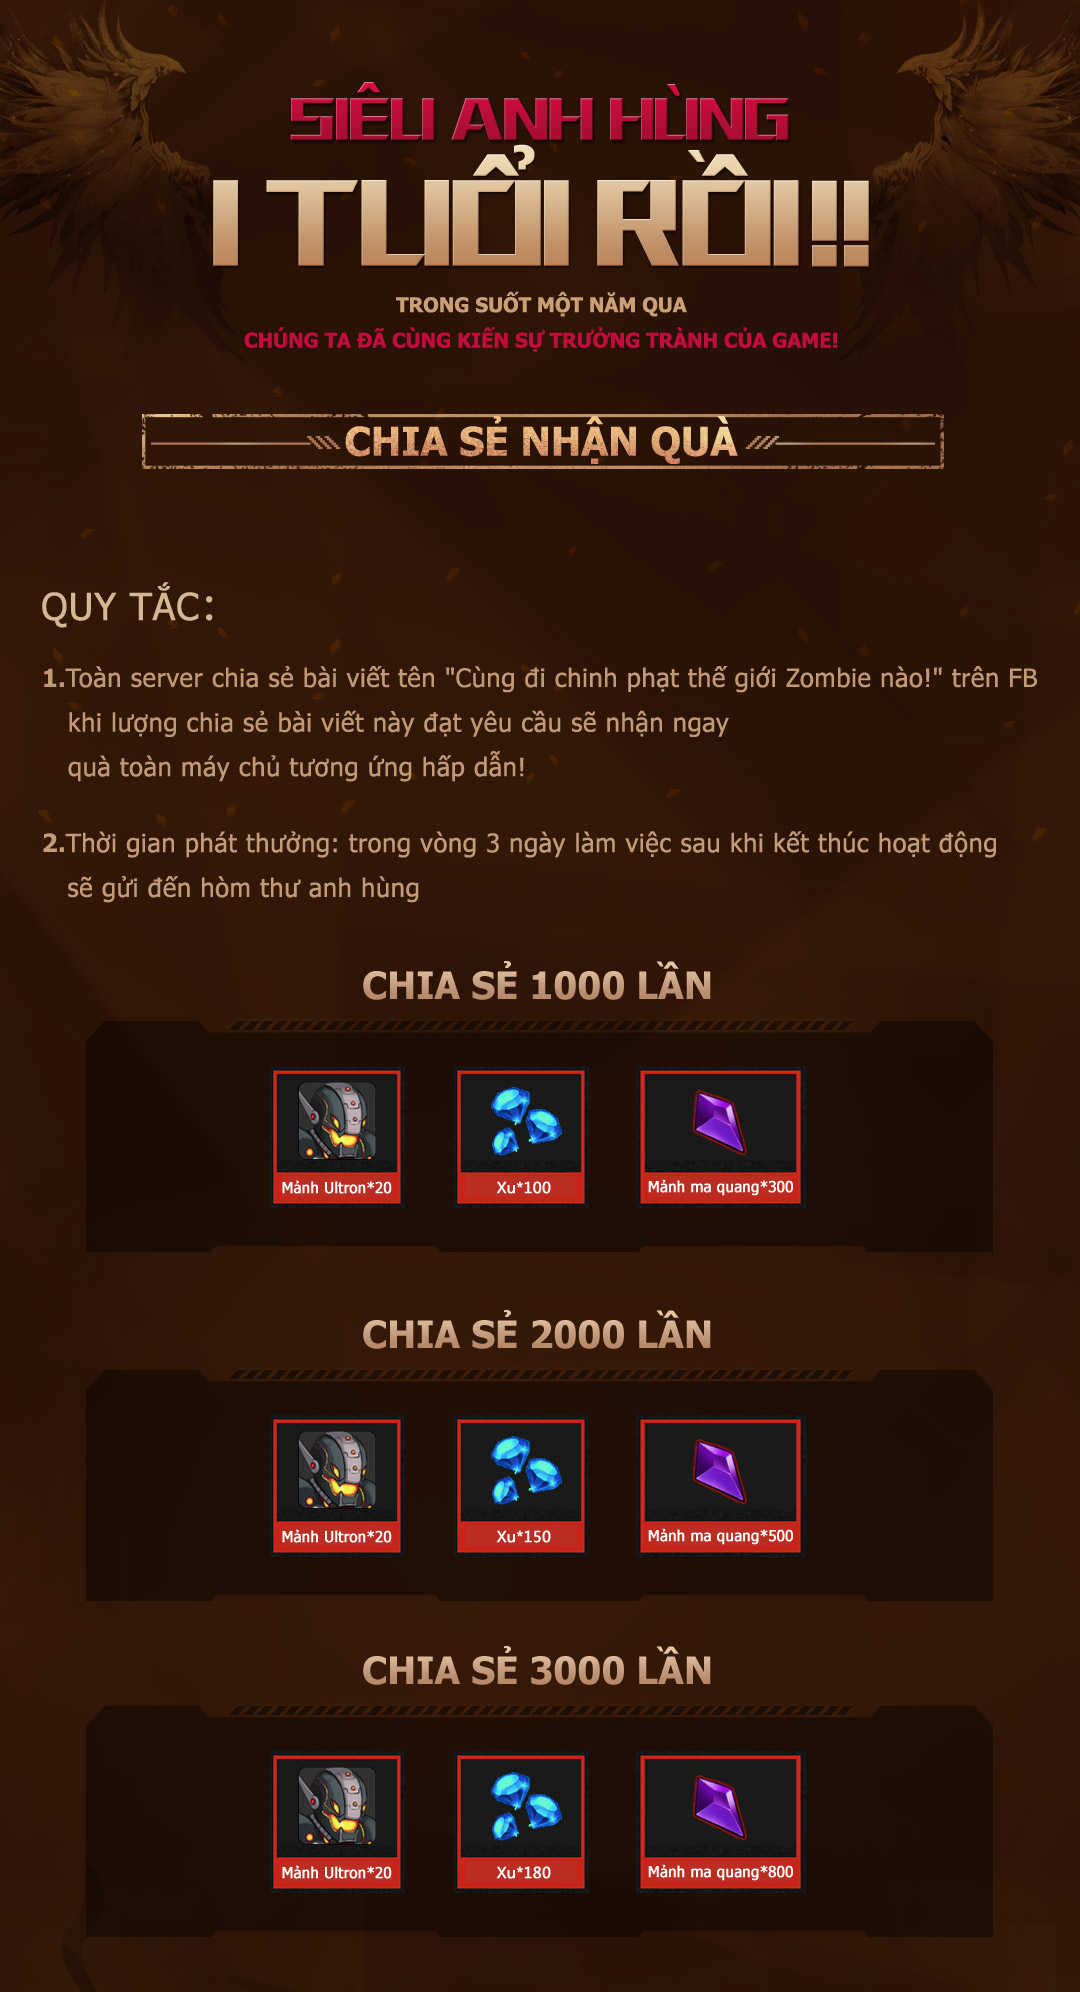 SIÊU ANH HÙNG
1 TUỔI RỒI!!
TRONG SUỐT MỘT NĂM QUA
CHÚNG TA ĐÃ CÙNG KIẾN SỰ TRƯỞNG TRÀNH CỦA GAME!
CHIA SẺ NHẬN QUÀ
QUY TẮC:
1.Toàn server chia sẻ bài viết tên "Cùng đi chinh phạt thế giới Zombie nào!" trên FB
khi lượng chia sẻ bài viết này đạt yêu cầu sẽ nhận ngay
quà toàn máy chủ tương ứng hấp dẫn!
2.Thời gian phát thưởng: trong vòng 3 ngày làm việc sau khi kết thúc hoạt động
sẽ gửi đến hòm thư anh hùng
CHIA SẺ 1000 LẦN
Mảnh Ultron*20
Xu*100
Mảnh ma quang*300
CHIA SẺ 2000 LẦN
Mảnh Ultron*20
Xu*150
Mảnh ma quang*500
CHIA SẺ 3000 LẦN
Mảnh Ultron*20
Xu*180
Mảnh ma quang*800